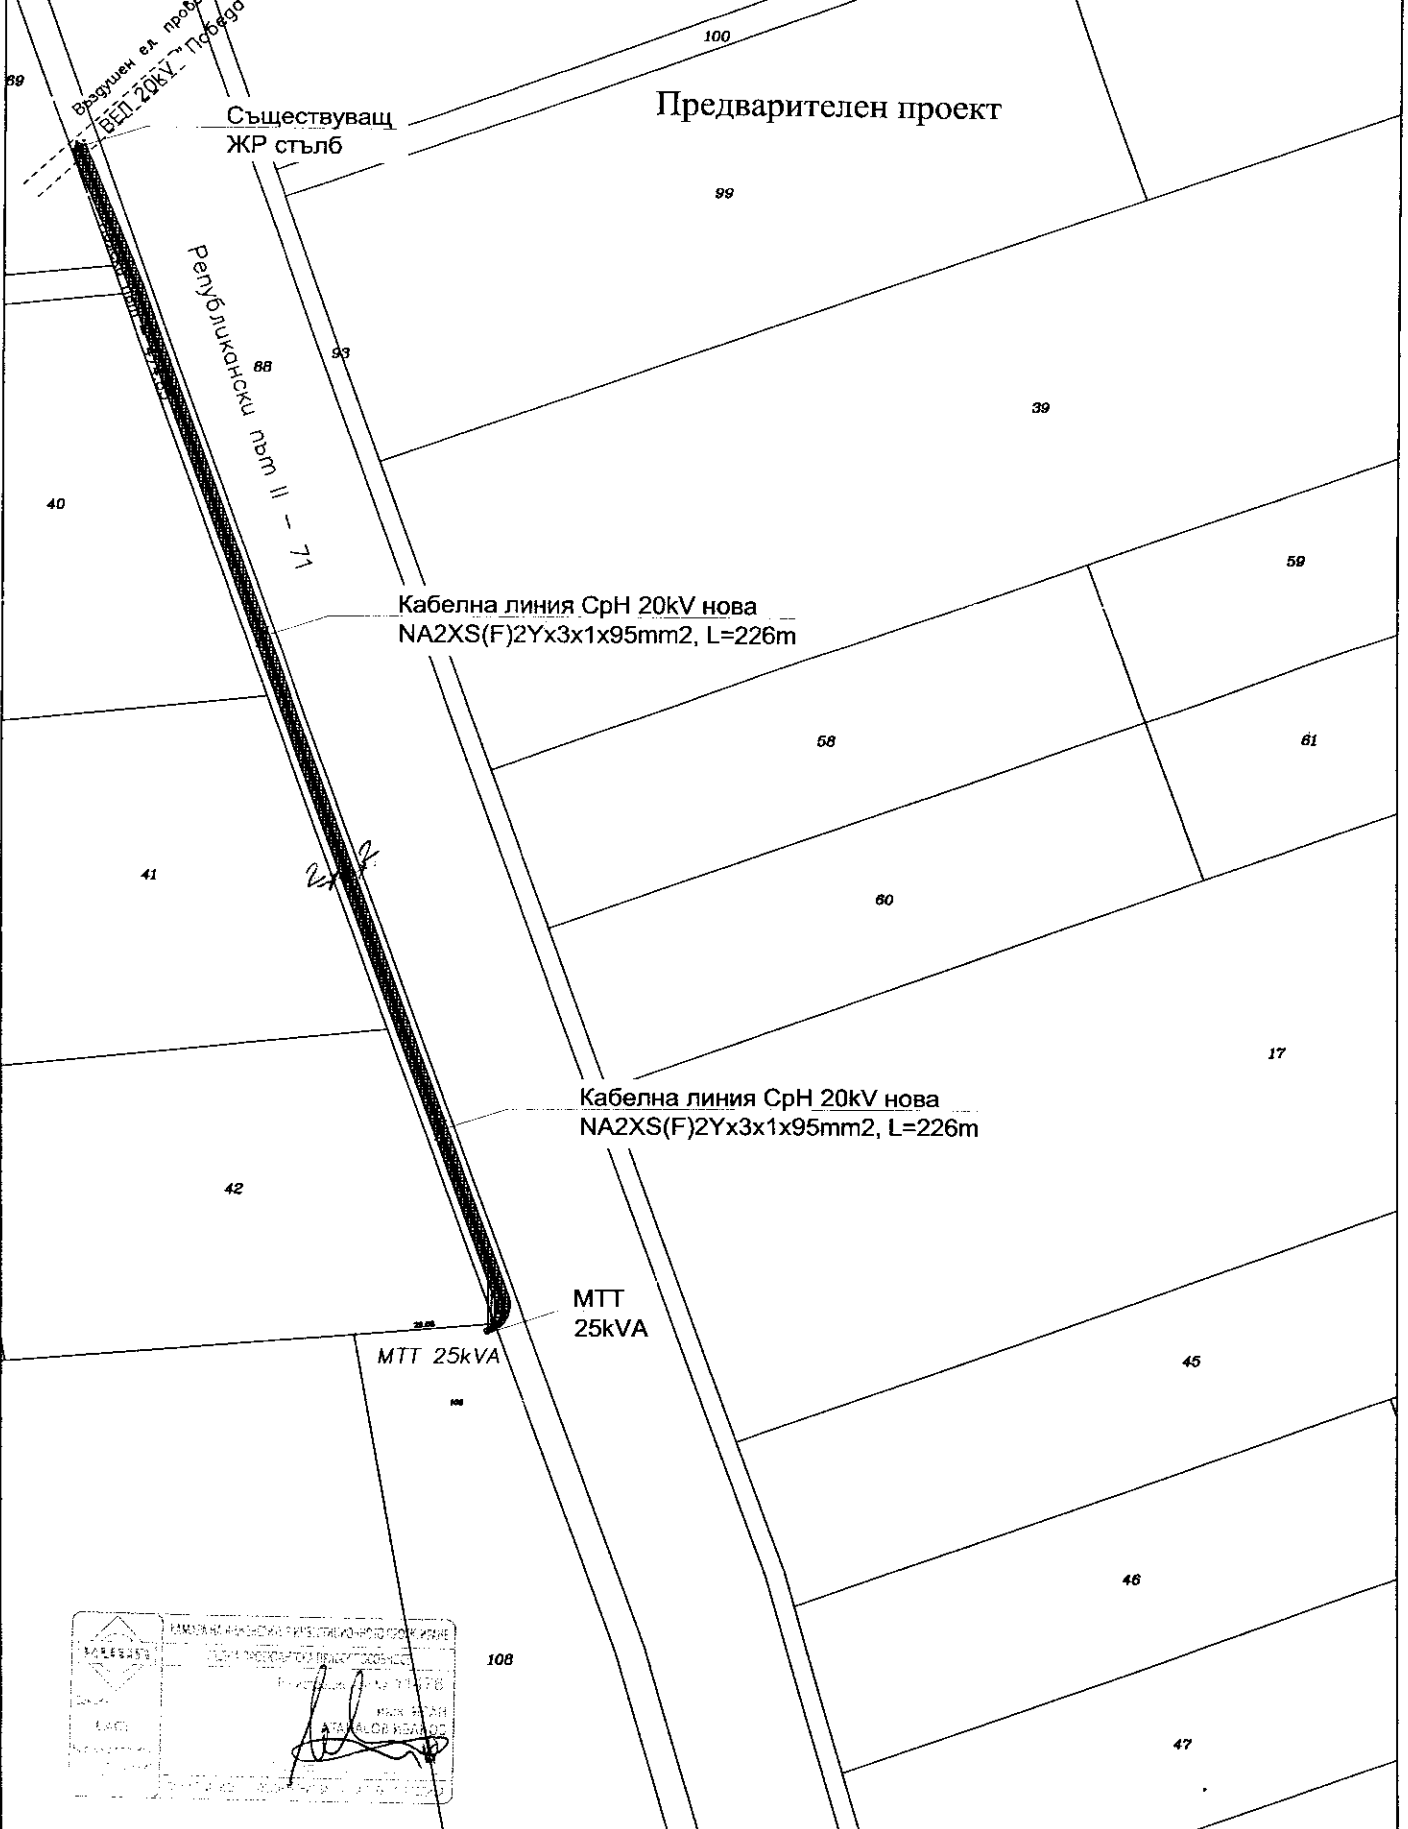 Въздушен ел.
ВЕЛ 20kV " Победа
69
100
Предварителен проект
Съществуващ
ЖР стълб
99
Републикански път II – 71
88
93
39
40
59
Кабелна линия СрН 20kV нова
NA2XS(F)2Yx3x1x95mm2, L=226m
58
61
41
60
17
Кабелна линия СрН 20kV нова
NA2XS(F)2Yx3x1x95mm2, L=226m
42
МТТ
25kVA
МТТ 25kVA
45
46
108
47